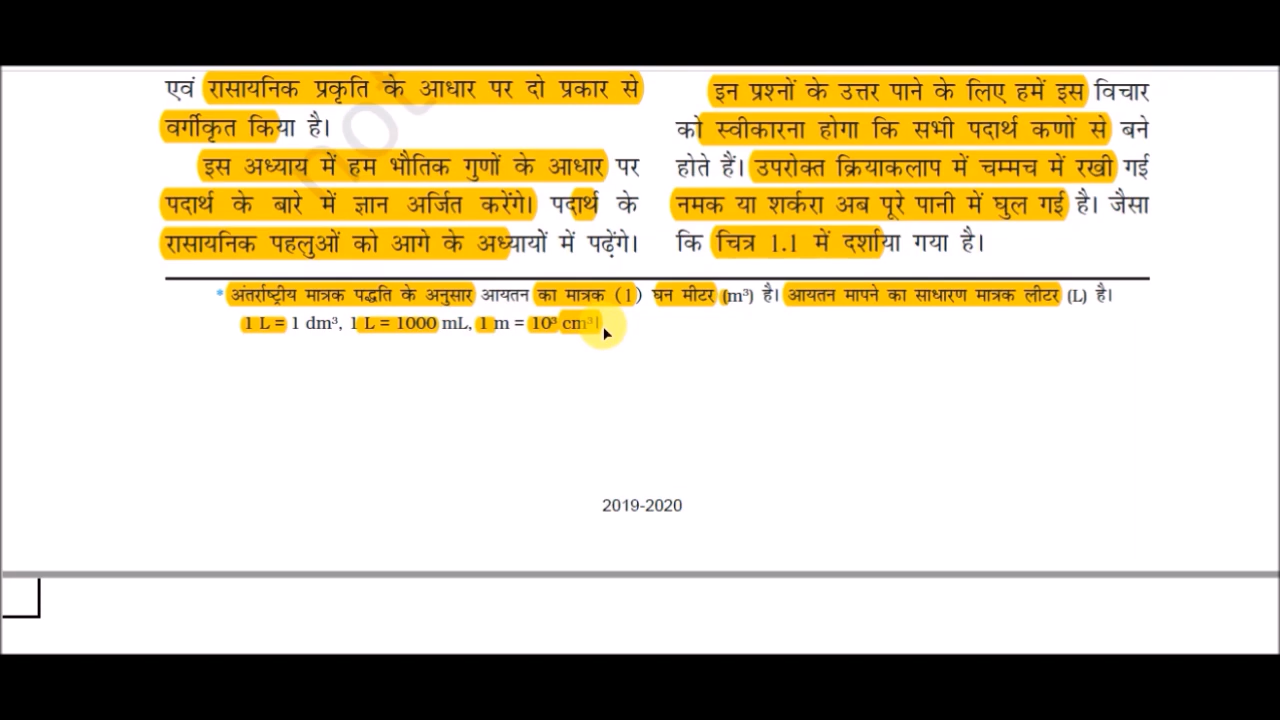 एवं रासायनिक प्रकृति के आधार पर दो प्रकार से
वर्गीकृत किया है।
इस अध्याय में हम भौतिक गुणों के आधार पर
पदार्थ के बारे में ज्ञान अर्जित करेंगे। पदार्थ के
रासायनिक पहलुओं को आगे के अध्यायों में पढ़ेंगे।
इन प्रश्नों के उत्तर पाने के लिए हमें इस विचार
को स्वीकारना होगा कि सभी पदार्थ कणों से बने
होते हैं। उपरोक्त क्रियाकलाप में चम्मच में रखी गई
नमक या शर्करा अब पूरे पानी में घुल गई है। जैसा
कि चित्र 1.1 में दर्शाया गया है।
* अंतर्राष्ट्रीय मात्रक पद्धति के अनुसार आयतन का मात्रक (1) घन मीटर (m³) है। आयतन मापने का साधारण मात्रक लीटर (L) है।
1 L = 1 dm³, 1 L = 1000 mL, 1 m = 10³ cm³।
not
2019-2020